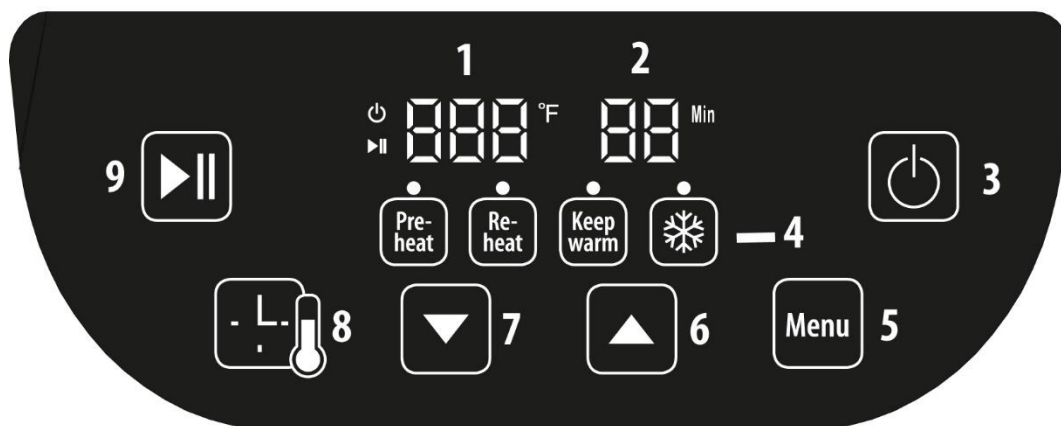 1 2
888 °F 88 Min
9 3
Pre- Re- Keep
heat heat warm 4
8 7 6 Menu 5